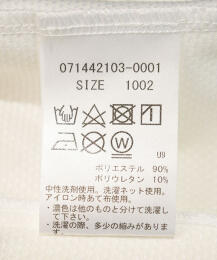 071442103-0001
SIZE 1002
U9
ポリエステル 90%
ポリウレタン 10%
中性洗剤使用。洗濯ネット使用。
アイロン時あて布使用。
・濃色は他のものと分けて洗濯し
て下さい。
・洗濯の際、多少の縮みがありま
す。